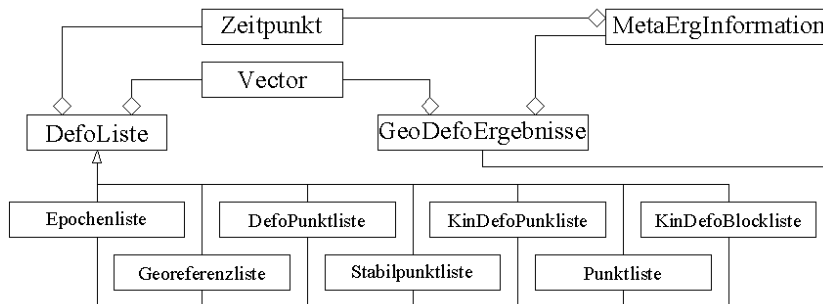 Zeitpunkt
MetaErgInformation
Vector
DefoListe
GeoDefoErgebnisse
Epochenliste
DefoPunktliste
KinDefoPunkliste
KinDefoBlockliste
Georeferenzliste
Stabilpunktliste
Punktliste